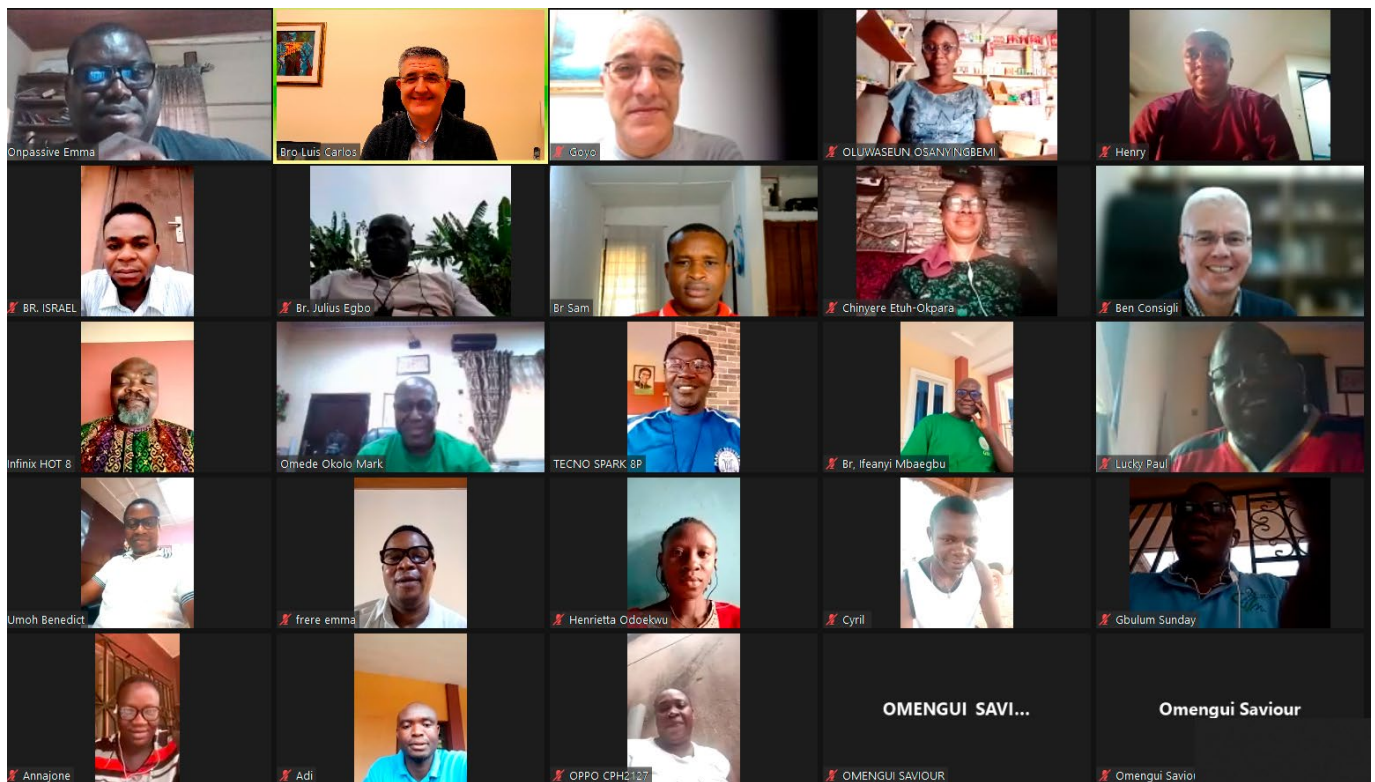 Onpassive Emma
Bro Luis Carlos
Goyo
OLUWASEUN OSANYINGBEMI
Henry
BR. ISRAEL
Br. Julius Egbo
Br Sam
Chinyere Etuh-Okpara
Ben Consigli
Infinix HOT 8
Omede Okolo Mark
TECNO SPARK 8P
Br, Ifeanyi Mbaegbu
Lucky Paul
Umoh Benedict
frere emma
Henrietta Odoekwu
Cyril
Gbulum Sunday
OMENGUI SAVI...
Omengui Saviour
Annajone
Adi
OPPO CPH2127
OMENGUI SAVIOUR
Omengui Saviou